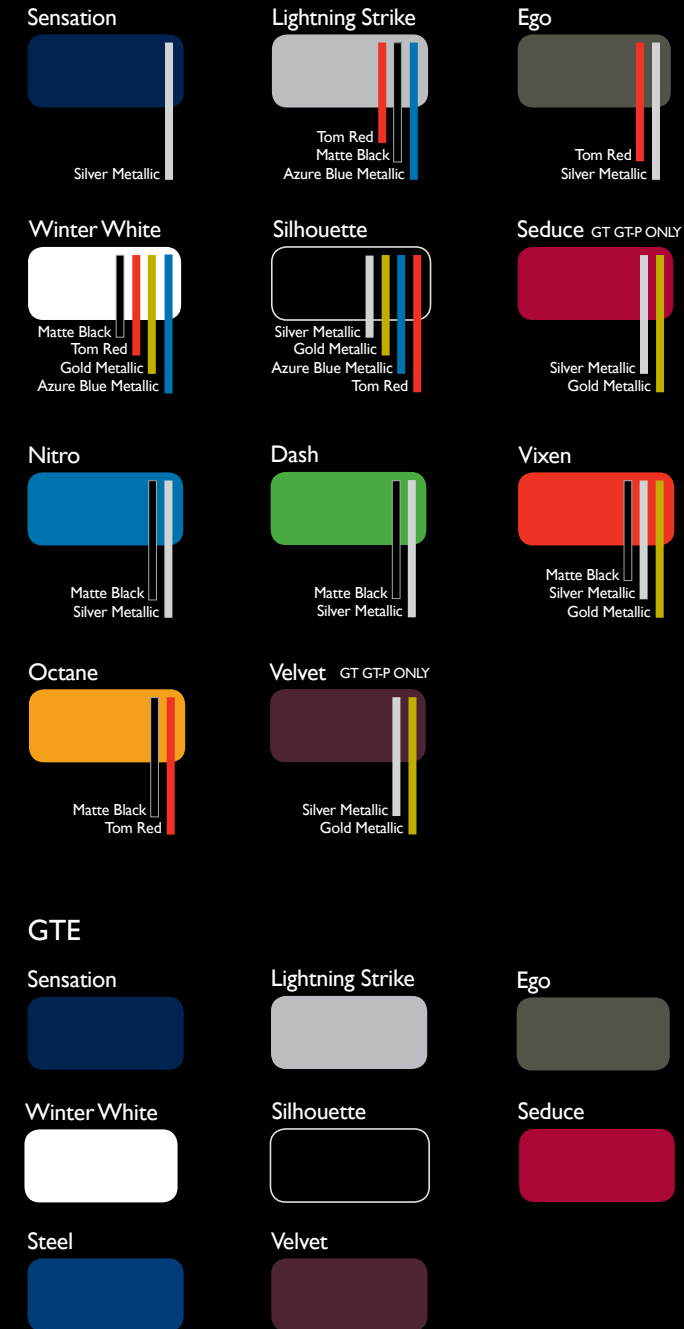 Sensation
Silver Metallic
Lightning Strike
Tom Red
Matte Black
Azure Blue Metallic
Ego
Tom Red
Silver Metallic
Winter White
Matte Black
Tom Red
Gold Metallic
Azure Blue Metallic
Silhouette
Silver Metallic
Gold Metallic
Azure Blue Metallic
Tom Red
Seduce GT GT-P ONLY
Silver Metallic
Gold Metallic
Nitro
Matte Black
Silver Metallic
Dash
Matte Black
Silver Metallic
Vixen
Matte Black
Silver Metallic
Gold Metallic
Octane
Matte Black
Tom Red
Velvet GT GT-P ONLY
Silver Metallic
Gold Metallic
GTE
Sensation
Lightning Strike
Ego
Winter White
Silhouette
Seduce
Steel
Velvet